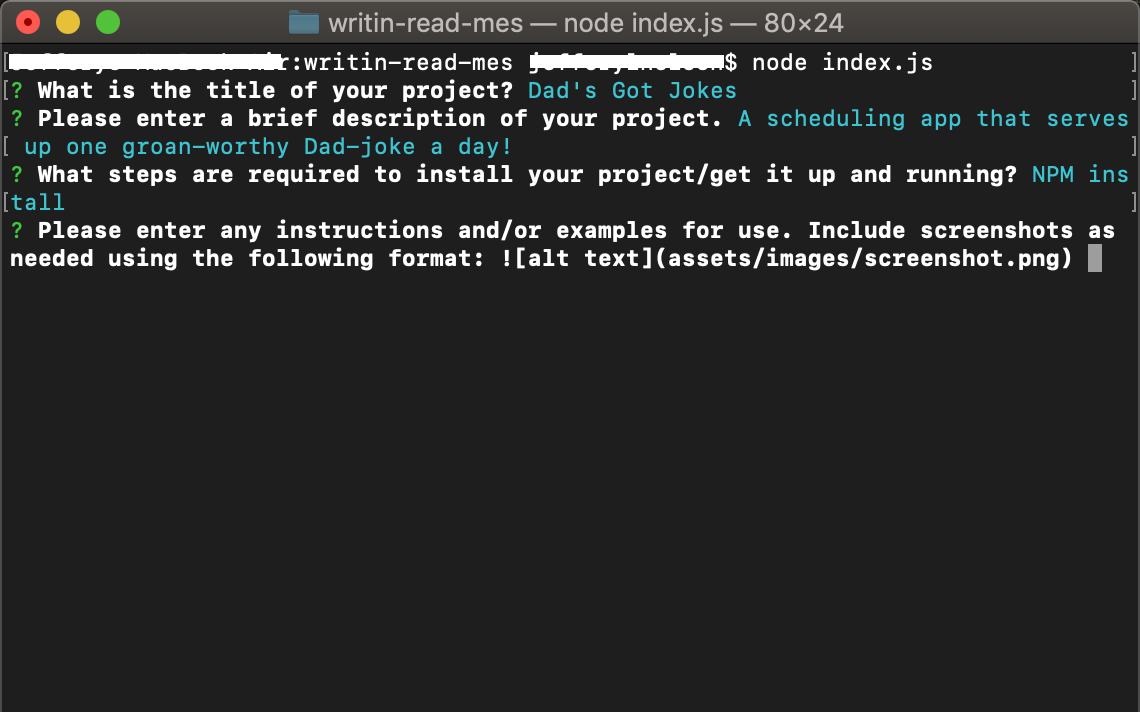 writin-read-mes — node index.js — 80×24
:writin-read-mes $ node index.js
? What is the title of your project? Dad's Got Jokes
? Please enter a brief description of your project. A scheduling app that serves
up one groan-worthy Dad-joke a day!
? What steps are required to install your project/get it up and running? NPM ins
tall
? Please enter any instructions and/or examples for use. Include screenshots as
needed using the following format: ![alt text](assets/images/screenshot.png)